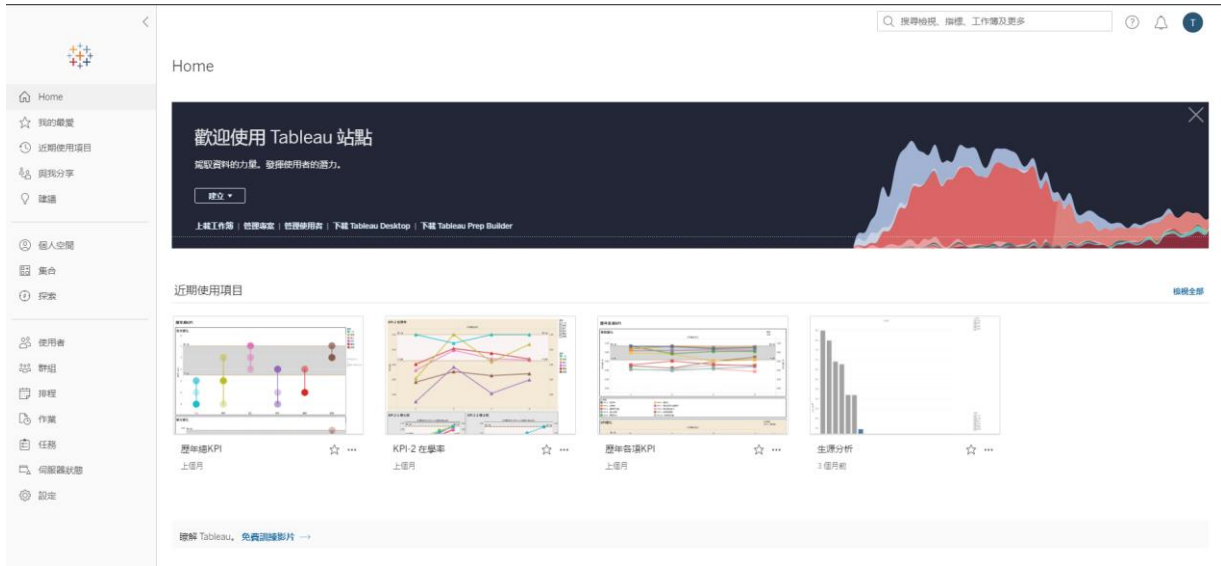 搜尋檢視、指標、工作簿及更多
T
Home
Home
我的最愛
近期使用項目
與我分享
建議
個人空間
集合
探索
使用者
群組
排程
作業
任務
伺服器狀態
設定
歡迎使用 Tableau 站點
駕馭資料的力量。發揮使用者的潛力。
建立
上載工作簿 | 管理專案 | 管理使用者 | 下載 Tableau Desktop | 下載 Tableau Prep Builder
近期使用項目
檢視全部
歷年總KPI
上個月
KPI-2 在學率
上個月
歷年各項KPI
上個月
生源分析
3 個月前
瞭解 Tableau。 免費訓練影片 →